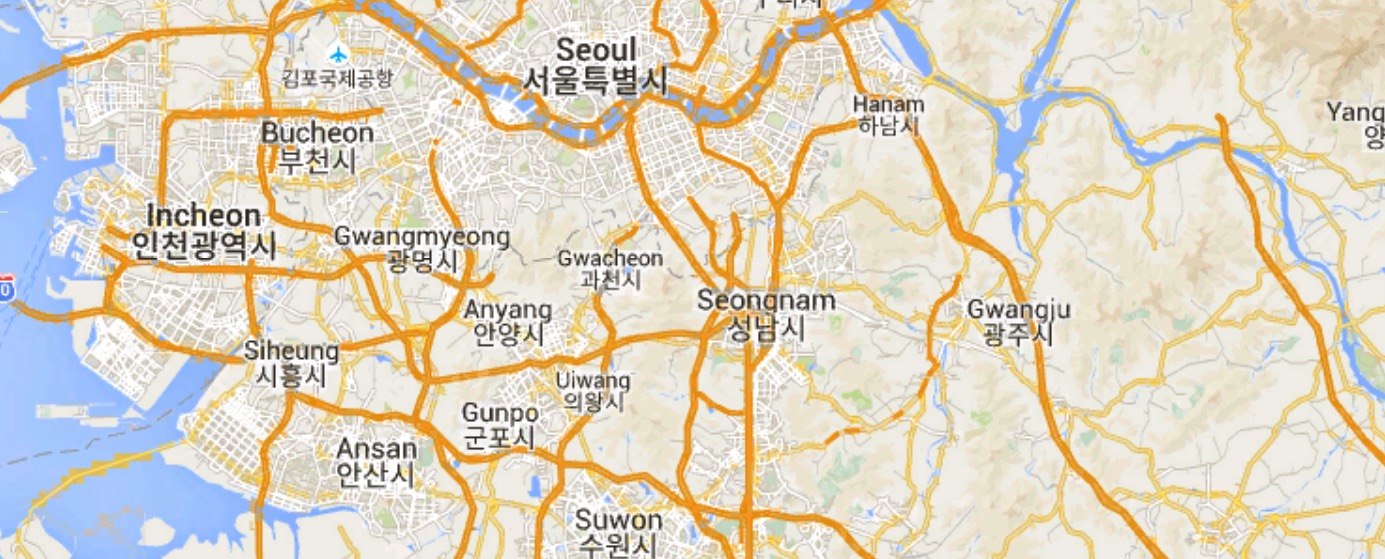 Seoul
서울특별시
김포국제공항
Hanam
하남시
Yang
양
Bucheon
부천시
Incheon
인천광역시
Gwangmyeong
광명시
Gwacheon
과천시
Seongnam
성남시
Gwangju
광주시
Anyang
안양시
Siheung
시흥시
Uiwang
의왕시
Gunpo
군포시
Ansan
안산시
Suwon
수원시